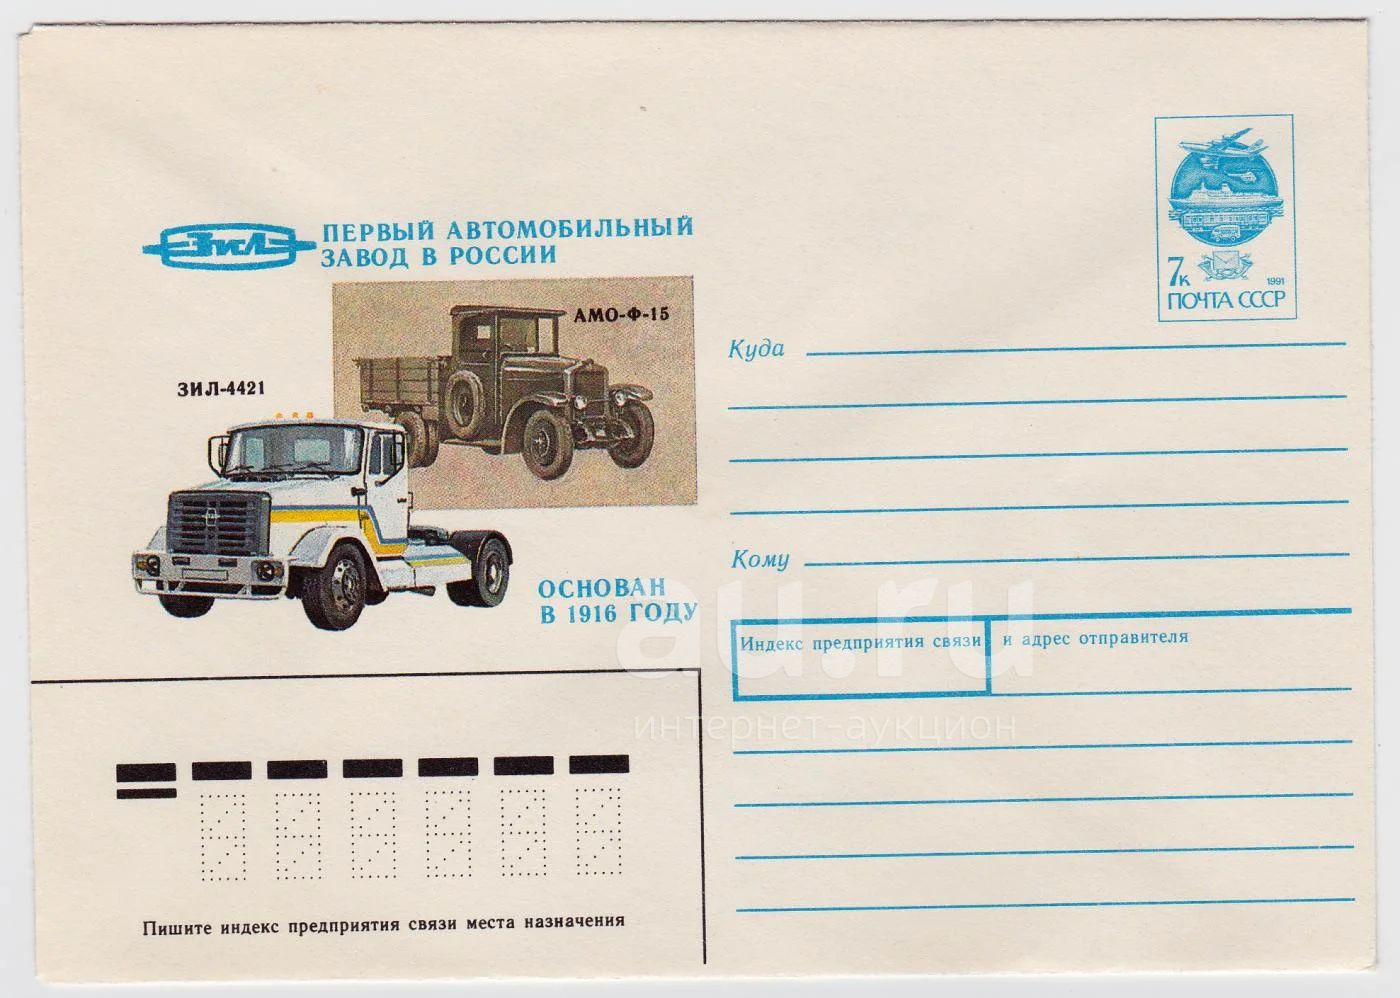 ЗИЛ
ПЕРВЫЙ АВТОМОБИЛЬНЫЙ
ЗАВОД В РОССИИ
АМО-Ф-15
ЗИЛ-4421
ОСНОВАН
В 1916 ГОДУ
7к
1991
ПОЧТА СССР
Куда
Кому
Индекс предприятия связи
и адрес отправителя
Пишите индекс предприятия связи места назначения
au.ru
интернет-аукцион